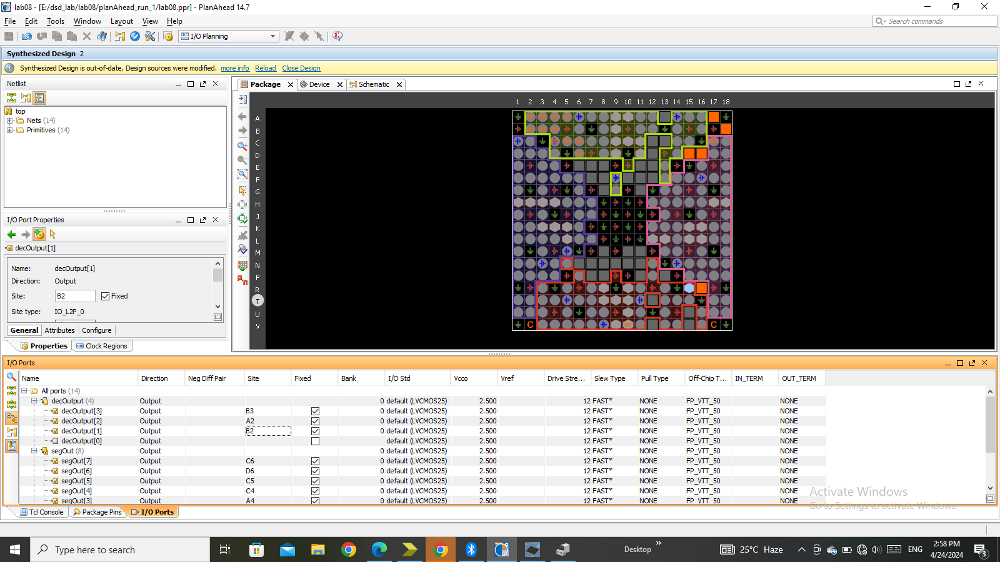 lab08 - [E:/dsd_lab/lab08/planAhead_run_1/lab08.ppr] - PlanAhead 14.7
File Edit Tools Window Layout View Help
Search commands
I/O Planning
Synthesized Design -2
Synthesized Design is out-of-date. Design sources were modified. more info Reload Close Design
Netlist
top
Nets (14)
Primitives (14)
I/O Port Properties
decOutput[1]
Name: decOutput[1]
Direction: Output
Site: B2 Fixed
Site type: IO_L2P_0
General Attributes Configure
Properties Clock Regions
Package Device Schematic
1 2 3 4 5 6 7 8 9 10 11 12 13 14 15 16 17 18
A
B
C
D
E
F
G
H
J
K
L
M
N
P
R
T
U
V
C C
I/O Ports
Name Direction Neg Diff Pair Site Fixed Bank I/O Std Vcco Vref Drive Stre... Slew Type Pull Type Off-Chip T... IN_TERM OUT_TERM
All ports (14)
decOutput (4) Output 0 default (LVCMOS25) 2.500 12 FAST* NONE FP_VTT_50 NONE
decOutput[3] Output B3 0 default (LVCMOS25) 2.500 12 FAST* NONE FP_VTT_50 NONE
decOutput[2] Output A2 0 default (LVCMOS25) 2.500 12 FAST* NONE FP_VTT_50 NONE
decOutput[1] Output B2 0 default (LVCMOS25) 2.500 12 FAST* NONE FP_VTT_50 NONE
decOutput[0] Output default (LVCMOS25) 2.500 12 FAST* NONE FP_VTT_50 NONE
segOut (8) Output 0 default (LVCMOS25) 2.500 12 FAST* NONE FP_VTT_50 NONE
segOut[7] Output C6 0 default (LVCMOS25) 2.500 12 FAST* NONE FP_VTT_50 NONE
segOut[6] Output D6 0 default (LVCMOS25) 2.500 12 FAST* NONE FP_VTT_50 NONE
segOut[5] Output C5 0 default (LVCMOS25) 2.500 12 FAST* NONE FP_VTT_50 NONE
segOut[4] Output C4 0 default (LVCMOS25) 2.500 12 FAST* NONE FP_VTT_50 NONE
segOut[3] Output A4 0 default (LVCMOS25) 2.500 12 FAST* NONE FP_VTT_50 NONE
Activate Windows
Go to Settings to activate Windows.
Tcl Console Package Pins I/O Ports
Type here to search
Desktop
25°C Haze
ENG
2:58 PM
4/24/2024
3